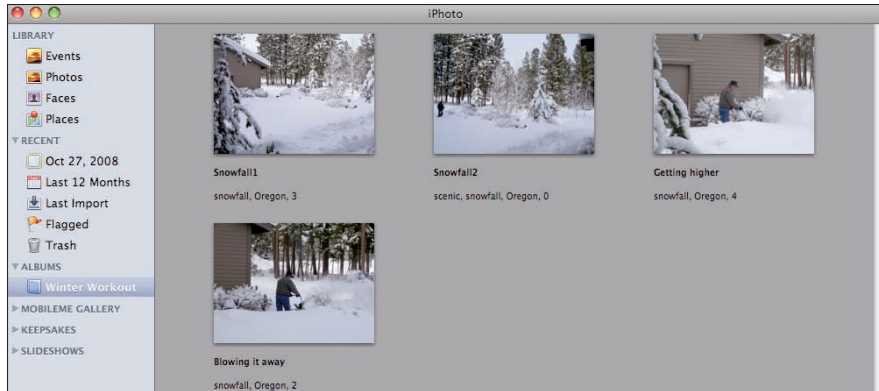 iPhoto
LIBRARY
Events
Photos
Faces
Places
RECENT
Oct 27, 2008
Last 12 Months
Last Import
Flagged
Trash
ALBUMS
Winter Workout
MOBILEME GALLERY
KEEPSAKES
SLIDESHOWS
Snowfall1
snowfall, Oregon, 3
Snowfall2
scenic, snowfall, Oregon, 0
Getting higher
snowfall, Oregon, 4
Blowing it away
snowfall, Oregon, 2